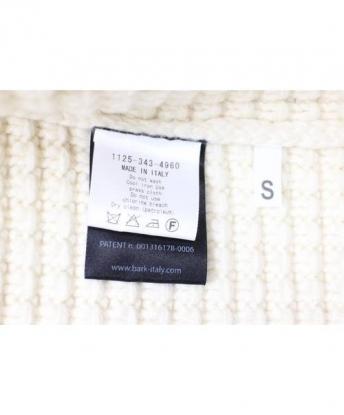 1125-343-4960
MADE IN ITALY
Do not wash
Cool iron Use
press cloth
Do not use
chlorine bleach
Dry clean (petroleum)
F
PATENT n: 001316178-0006
www.bark-italy.com
S